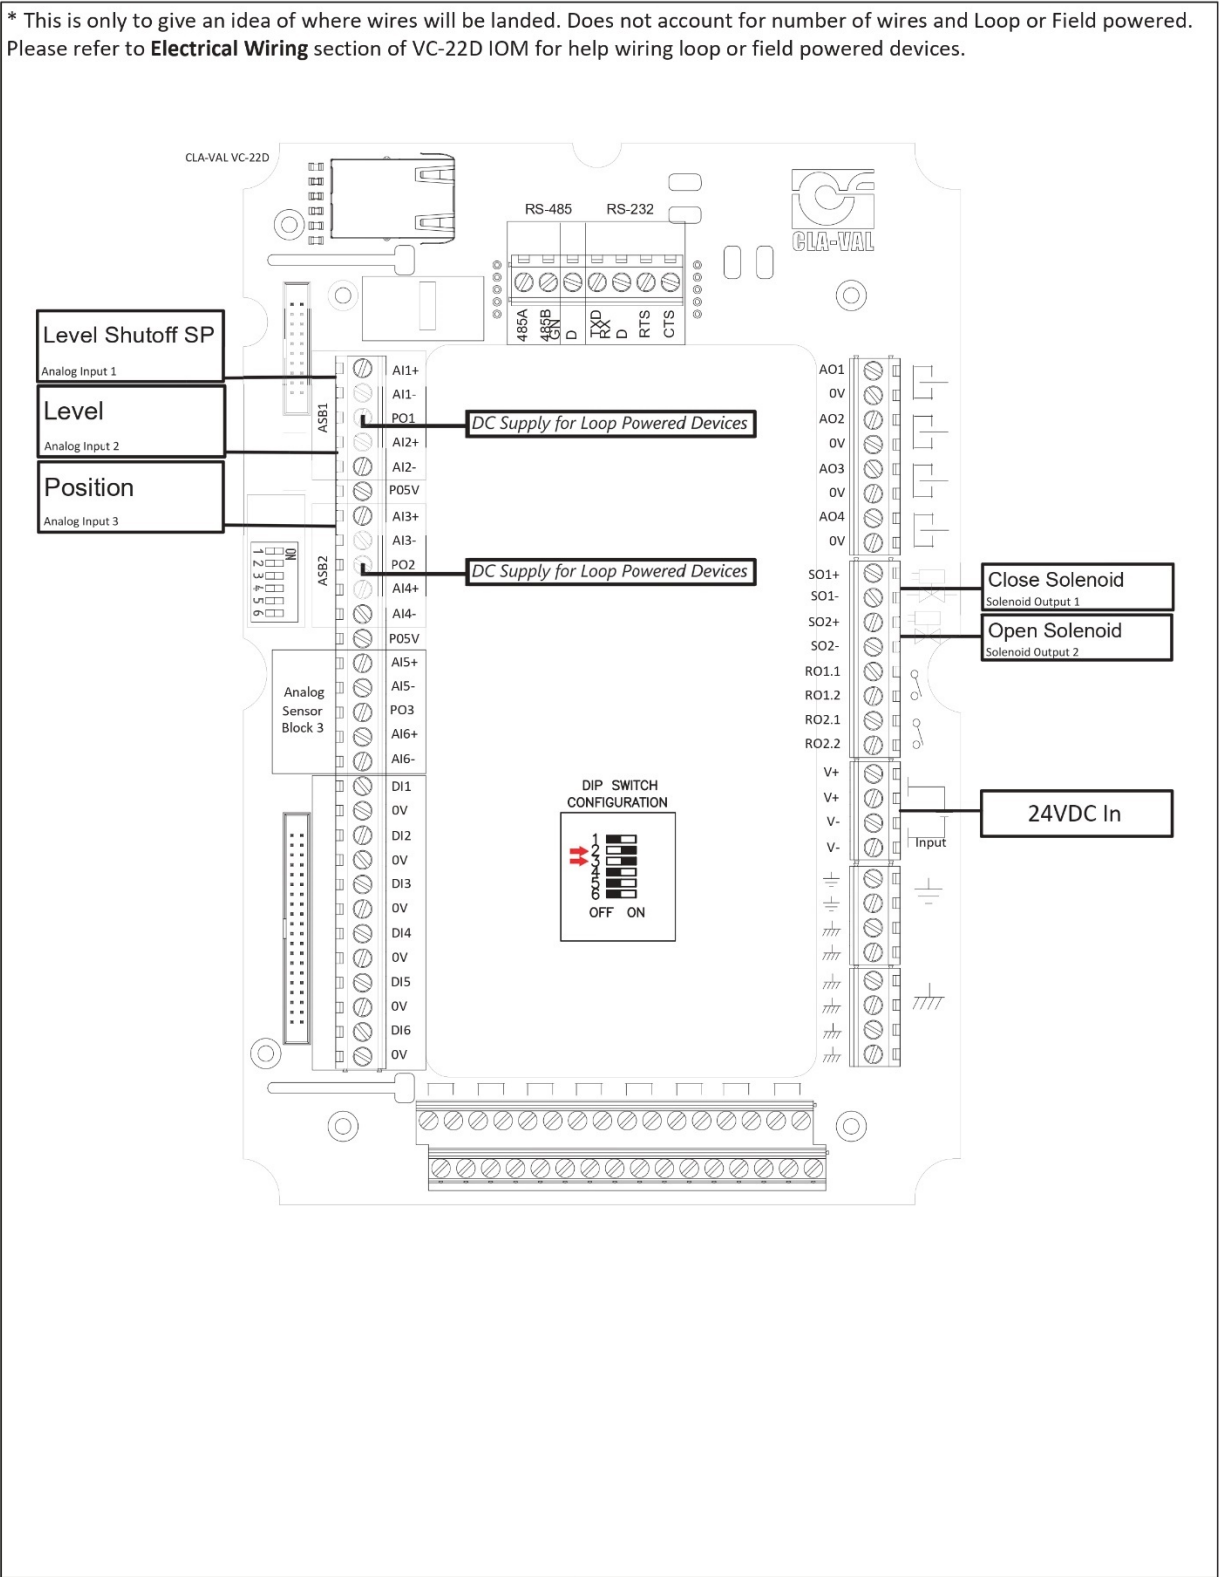 * This is only to give an idea of where wires will be landed. Does not account for number of wires and Loop or Field powered.
Please refer to Electrical Wiring section of VC-22D IOM for help wiring loop or field powered devices.
CLA-VAL VC-22D
CLA-VAL
RS-485
RS-232
485A
485B
GN
D
TXD
RX
D
RTS
CTS
Level Shutoff SP
Analog Input 1
Level
Analog Input 2
Position
Analog Input 3
ASB1
AI1+
AI1-
PO1
AI2+
AI2-
P05V
DC Supply for Loop Powered Devices
ASB2
AI3+
AI3-
PO2
AI4+
AI4-
P05V
DC Supply for Loop Powered Devices
ON
1
2
3
4
5
6
Analog
Sensor
Block 3
AI5+
AI5-
PO3
AI6+
AI6-
DI1
0V
DI2
0V
DI3
0V
DI4
0V
DI5
0V
DI6
0V
DIP SWITCH
CONFIGURATION
1
2
3
4
5
6
OFF ON
AO1
0V
AO2
0V
AO3
0V
AO4
0V
SO1+
SO1-
SO2+
SO2-
RO1.1
RO1.2
RO2.1
RO2.2
V+
V+
V-
V-
Input
Close Solenoid
Solenoid Output 1
Open Solenoid
Solenoid Output 2
24VDC In